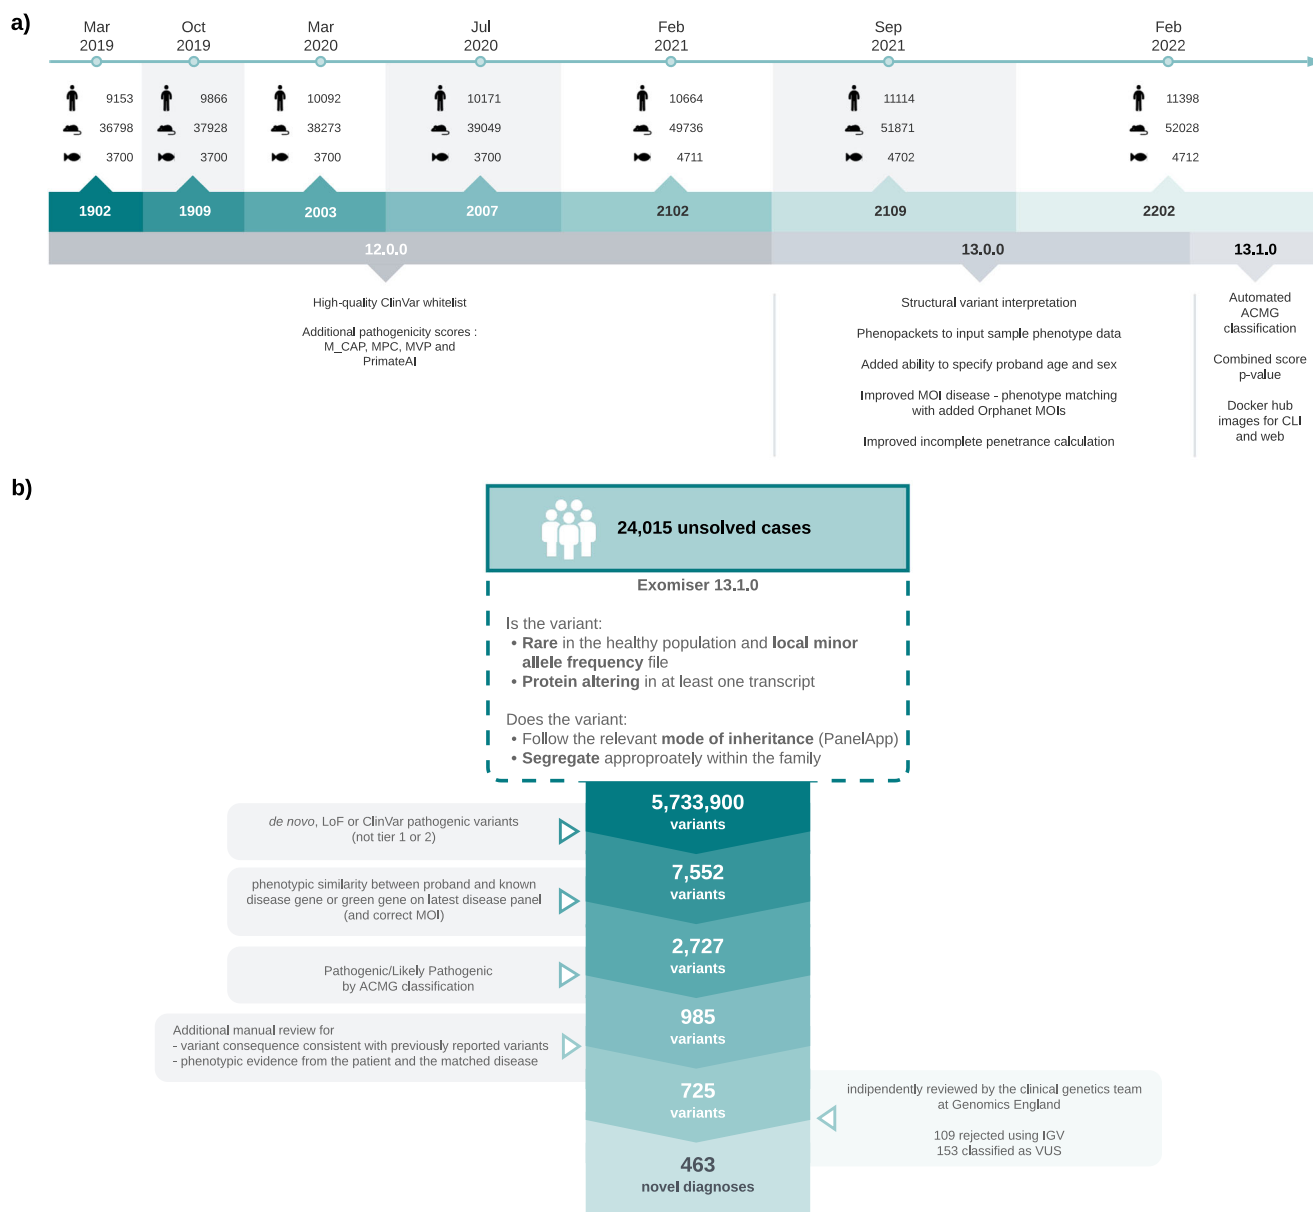 a)
Mar
2019
Oct
2019
Mar
2020
Jul
2020
Feb
2021
Sep
2021
Feb
2022
9153
9866
10092
10171
10664
11114
11398
36798
37928
38273
39049
49736
51871
52028
3700
3700
3700
3700
4711
4702
4712
1902
1909
2003
2007
2102
2109
2202
12.0.0
13.0.0
13.1.0
High-quality ClinVar whitelist
Additional pathogenicity scores :
M_CAP, MPC, MVP and
PrimateAI
Structural variant interpretation
Phenopackets to input sample phenotype data
Added ability to specify proband age and sex
Improved MOI disease - phenotype matching
with added Orphanet MOIs
Improved incomplete penetrance calculation
Automated
ACMG
classification
Combined score
p-value
Docker hub
images for CLI
and web
b)
24,015 unsolved cases
Exomiser 13.1.0
Is the variant:
• Rare in the healthy population and local minor
allele frequency file
• Protein altering in at least one transcript
Does the variant:
• Follow the relevant mode of inheritance (PanelApp)
• Segregate approproately within the family
5,733,900
variants
de novo, LoF or ClinVar pathogenic variants
(not tier 1 or 2)
7,552
variants
phenotypic similarity between proband and known
disease gene or green gene on latest disease panel
(and correct MOI)
2,727
variants
Pathogenic/Likely Pathogenic
by ACMG classification
985
variants
Additional manual review for
- variant consequence consistent with previously reported variants
- phenotypic evidence from the patient and the matched disease
725
variants
indipendently reviewed by the clinical genetics team
at Genomics England
109 rejected using IGV
153 classified as VUS
463
novel diagnoses